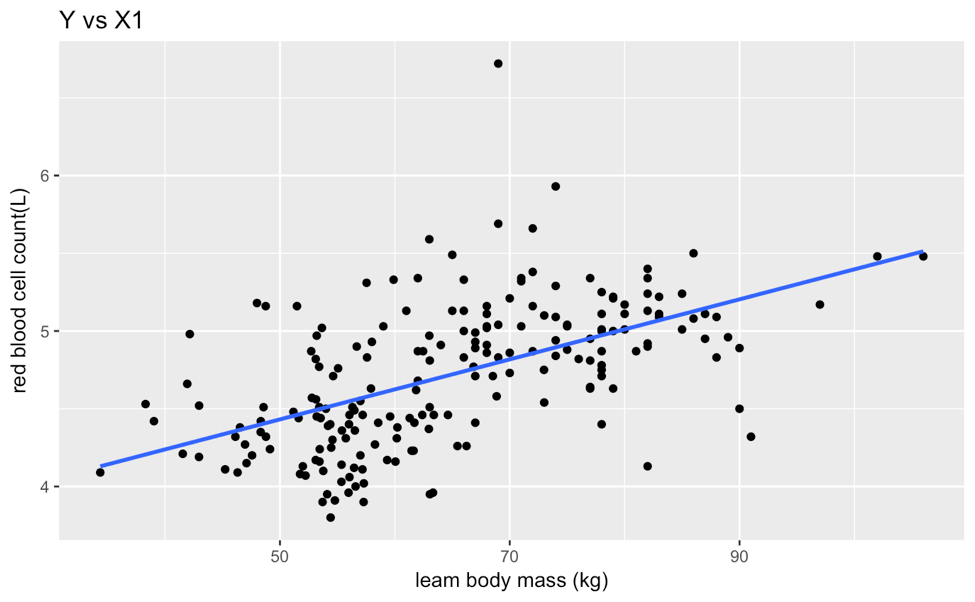 Y vs X1
red blood cell count(L)
6
5
4
50 70 90
leam body mass (kg)